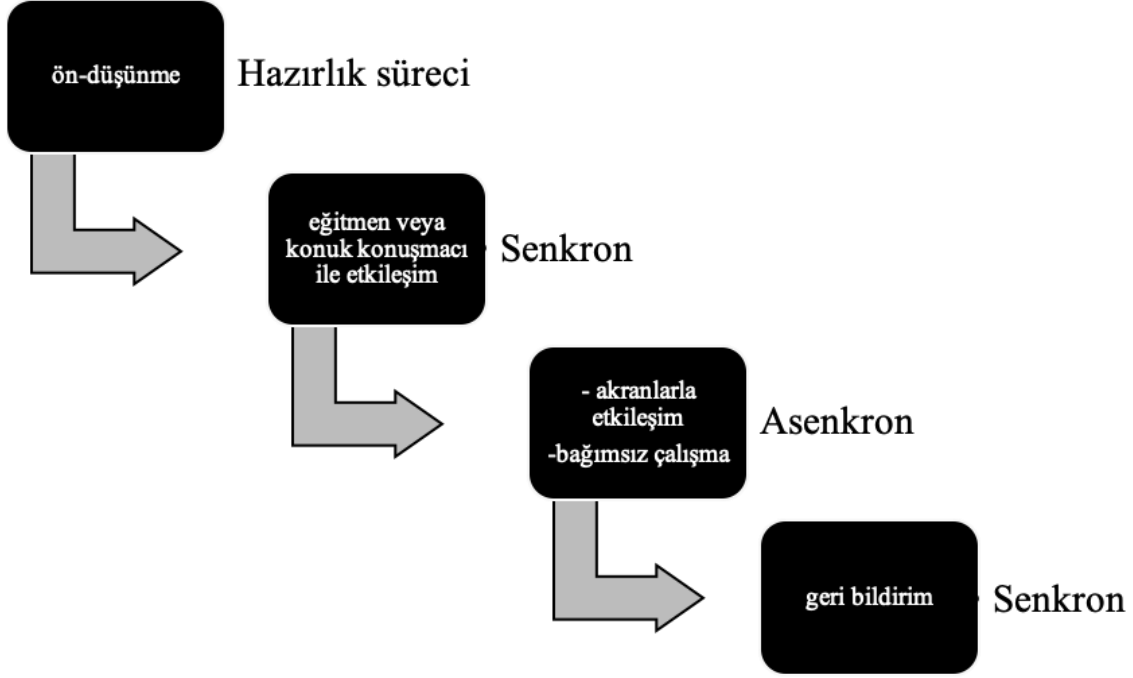 ön-düşünme
Hazırlık süreci
eğitmen veya
konuk konuşmacı
ile etkileşim
Senkron
- akranlarla
etkileşim
-bağımsız çalışma
Asenkron
geri bildirim
Senkron